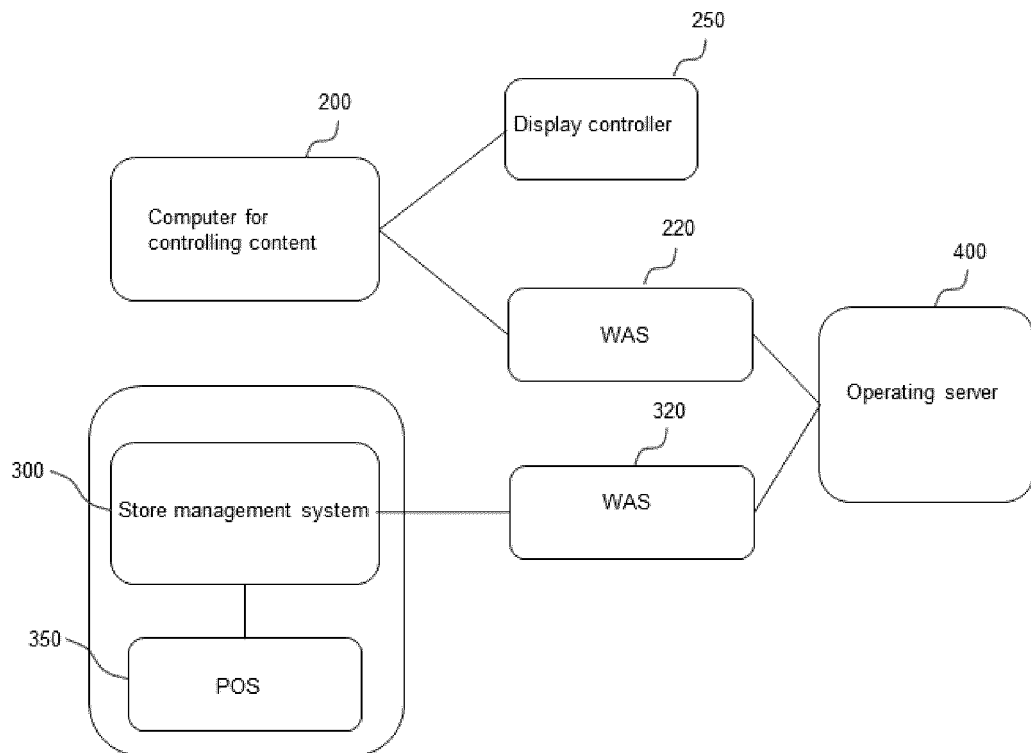 250
Display controller
200
Computer for
controlling content
220
WAS
400
Operating server
320
WAS
300
Store management system
350
POS